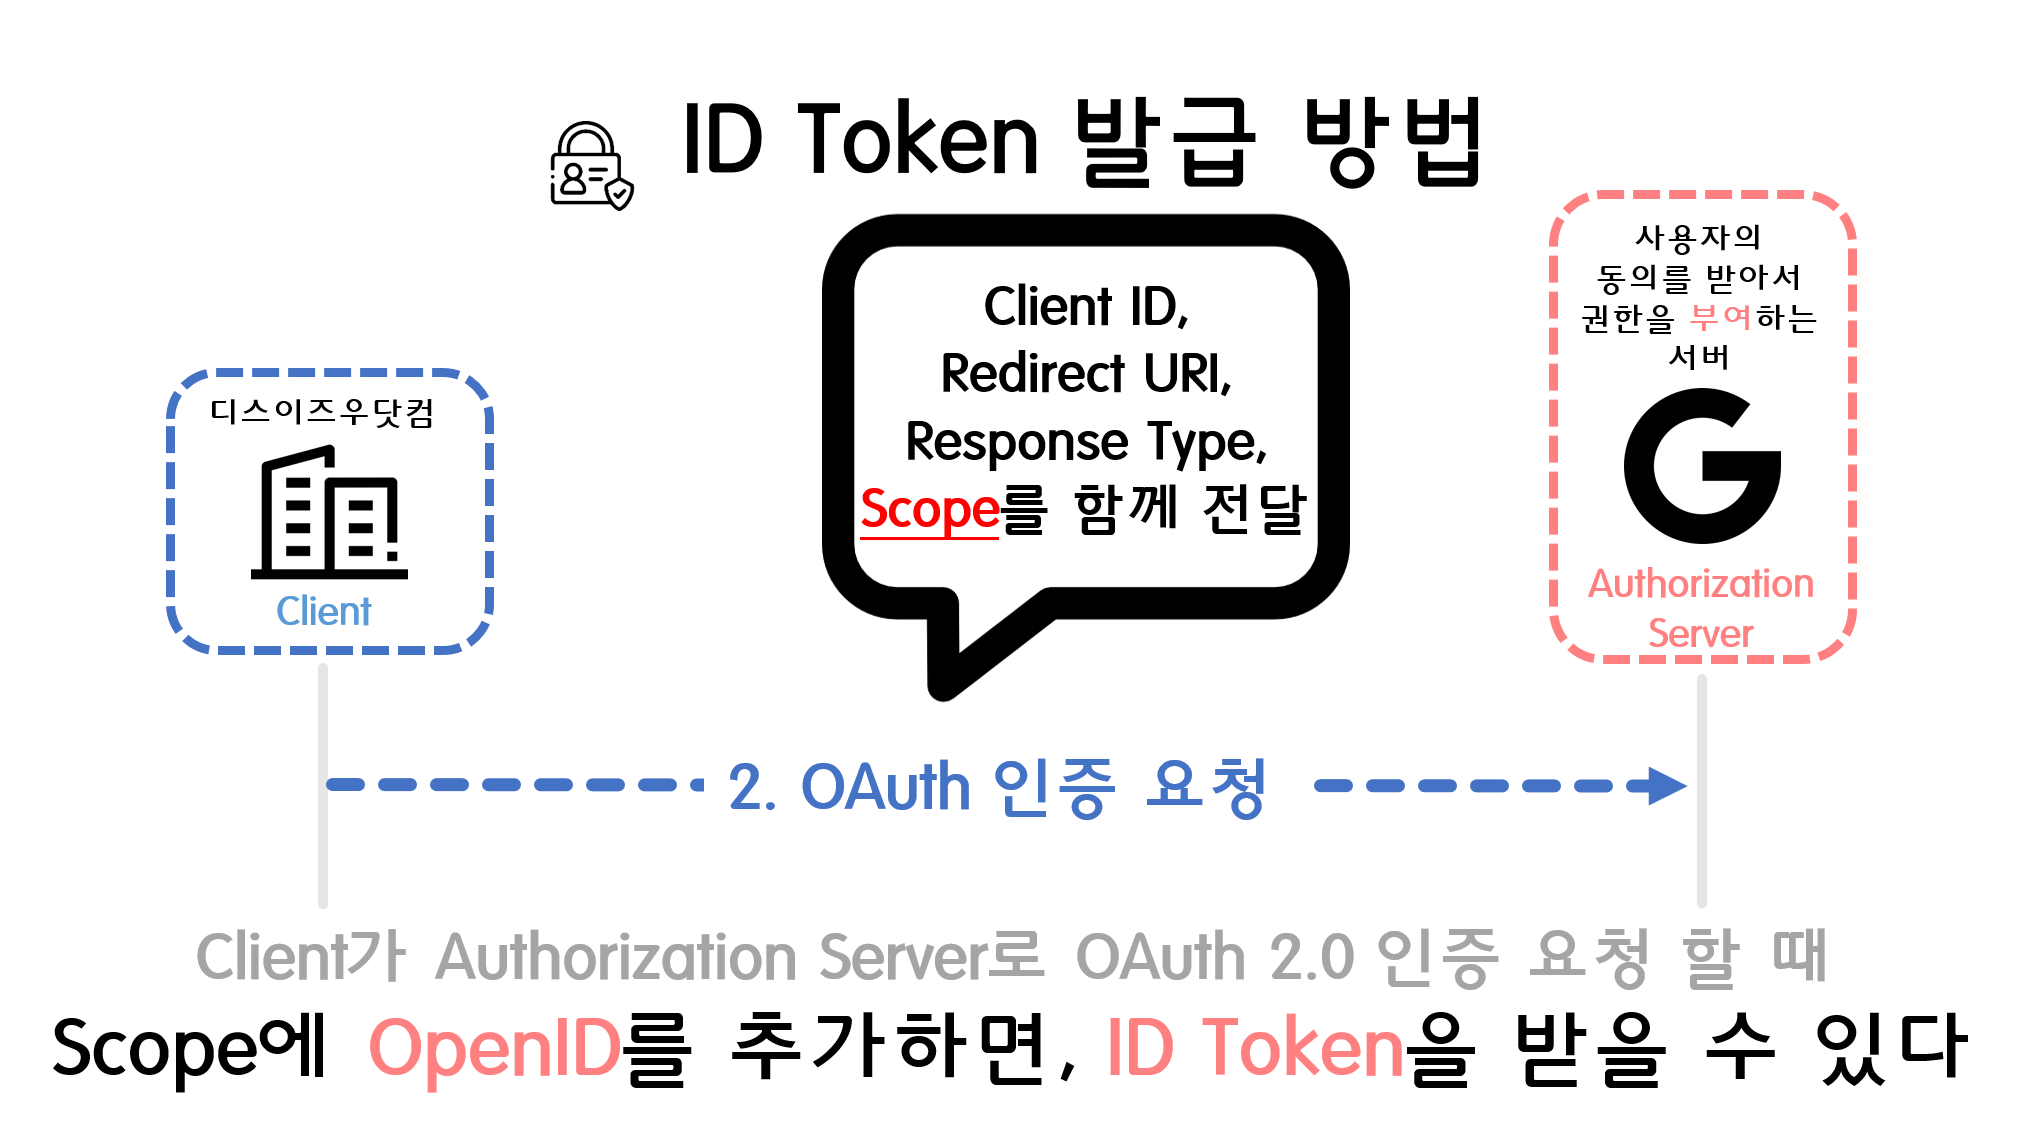 ID Token 발급 방법
Client ID,
Redirect URI,
Response Type,
Scope를 함께 전달
디스이즈우닷컴
Client
사용자의
동의를 받아서
권한을 부여하는
서버
Authorization
Server
2. OAuth 인증 요청
Client가 Authorization Server로 OAuth 2.0 인증 요청 할 때
Scope에 OpenID를 추가하면, ID Token을 받을 수 있다